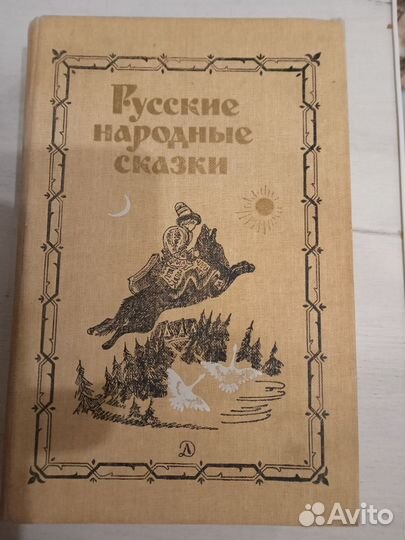 Русские
народные
сказки
Д
Avito